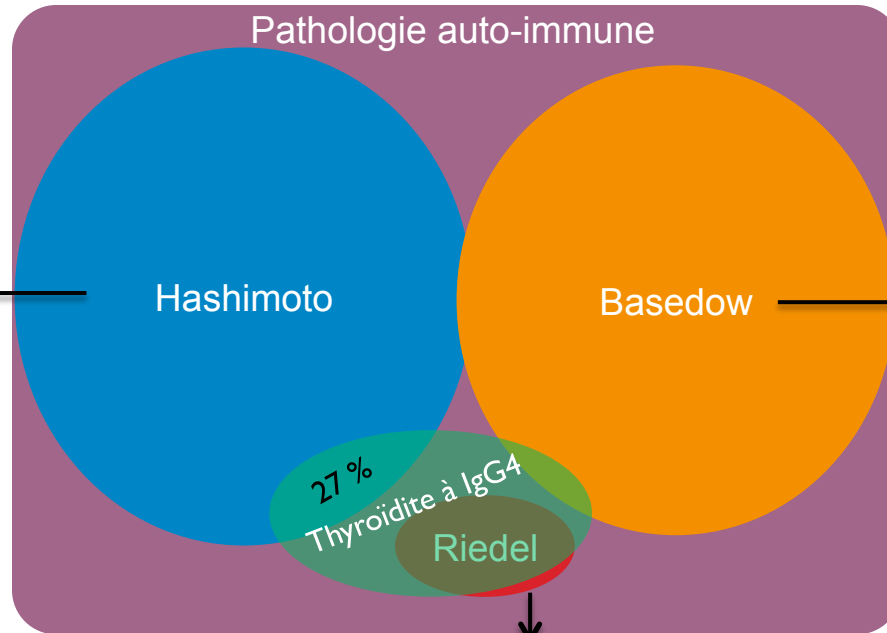 Pathologie auto-immune
Hashimoto
Basedow
27 %
Thyroïdite à IgG4
Riedel